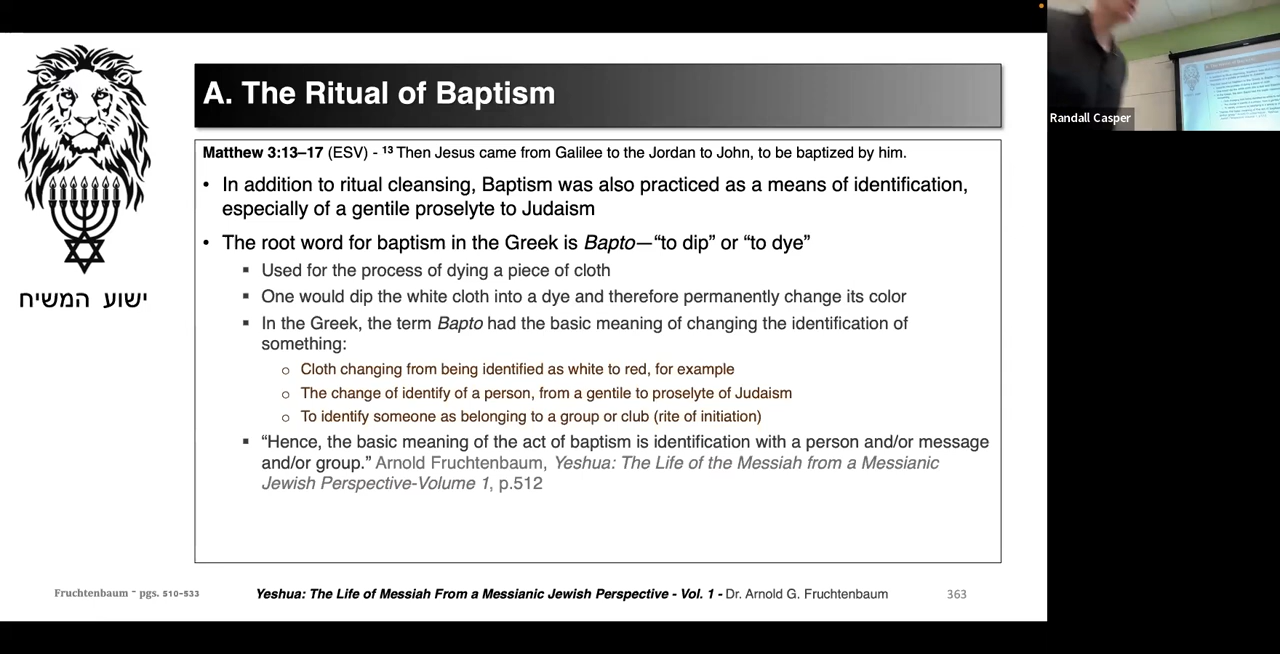 A. The Ritual of Baptism
Matthew 3:13–17 (ESV) - 13 Then Jesus came from Galilee to the Jordan to John, to be baptized by him.
• In addition to ritual cleansing, Baptism was also practiced as a means of identification,
especially of a gentile proselyte to Judaism
• The root word for baptism in the Greek is Bapto—“to dip” or “to dye”
▪ Used for the process of dying a piece of cloth
▪ One would dip the white cloth into a dye and therefore permanently change its color
▪ In the Greek, the term Bapto had the basic meaning of changing the identification of
something:
o Cloth changing from being identified as white to red, for example
o The change of identify of a person, from a gentile to proselyte of Judaism
o To identify someone as belonging to a group or club (rite of initiation)
▪ “Hence, the basic meaning of the act of baptism is identification with a person and/or message
and/or group.” Arnold Fruchtenbaum, Yeshua: The Life of the Messiah from a Messianic
Jewish Perspective-Volume 1, p.512
ישוע המשיח
Fruchtenbaum - pgs. 510-533
Yeshua: The Life of Messiah From a Messianic Jewish Perspective - Vol. 1 - Dr. Arnold G. Fruchtenbaum
363
Randall Casper